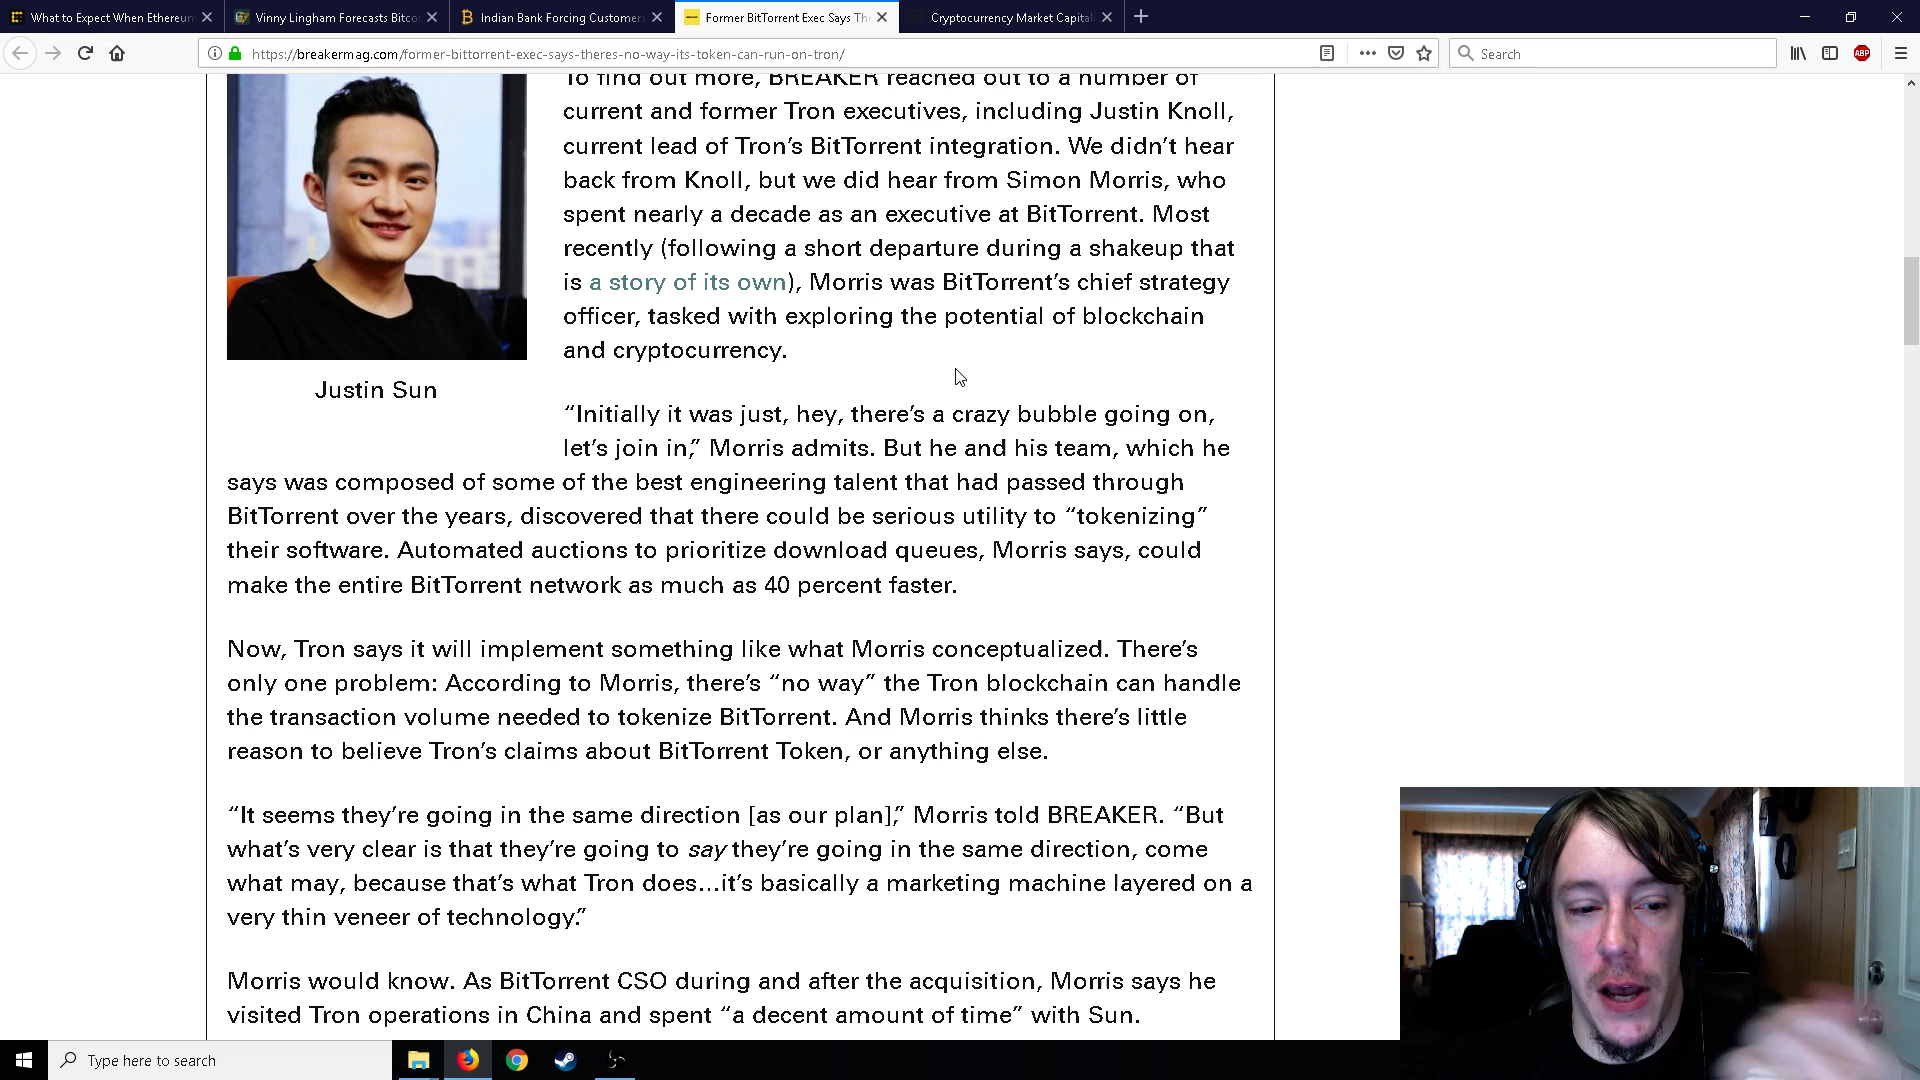 What to Expect When Ethereum
Vinny Lingham Forecasts Bitco
Indian Bank Forcing Customers
Former BitTorrent Exec Says The
Cryptocurrency Market Capitali
https://breakermag.com/former-bittorrent-exec-says-theres-no-way-its-token-can-run-on-tron/
Search
ABP
To find out more, BREAKER reached out to a number of
current and former Tron executives, including Justin Knoll,
current lead of Tron’s BitTorrent integration. We didn’t hear
back from Knoll, but we did hear from Simon Morris, who
spent nearly a decade as an executive at BitTorrent. Most
recently (following a short departure during a shakeup that
is a story of its own), Morris was BitTorrent’s chief strategy
officer, tasked with exploring the potential of blockchain
and cryptocurrency.
Justin Sun
“Initially it was just, hey, there’s a crazy bubble going on,
let’s join in,” Morris admits. But he and his team, which he
says was composed of some of the best engineering talent that had passed through
BitTorrent over the years, discovered that there could be serious utility to “tokenizing”
their software. Automated auctions to prioritize download queues, Morris says, could
make the entire BitTorrent network as much as 40 percent faster.
Now, Tron says it will implement something like what Morris conceptualized. There’s
only one problem: According to Morris, there’s “no way” the Tron blockchain can handle
the transaction volume needed to tokenize BitTorrent. And Morris thinks there’s little
reason to believe Tron’s claims about BitTorrent Token, or anything else.
“It seems they’re going in the same direction [as our plan],” Morris told BREAKER. “But
what’s very clear is that they’re going to say they’re going in the same direction, come
what may, because that’s what Tron does…it’s basically a marketing machine layered on a
very thin veneer of technology.”
Morris would know. As BitTorrent CSO during and after the acquisition, Morris says he
visited Tron operations in China and spent “a decent amount of time” with Sun.
Type here to search